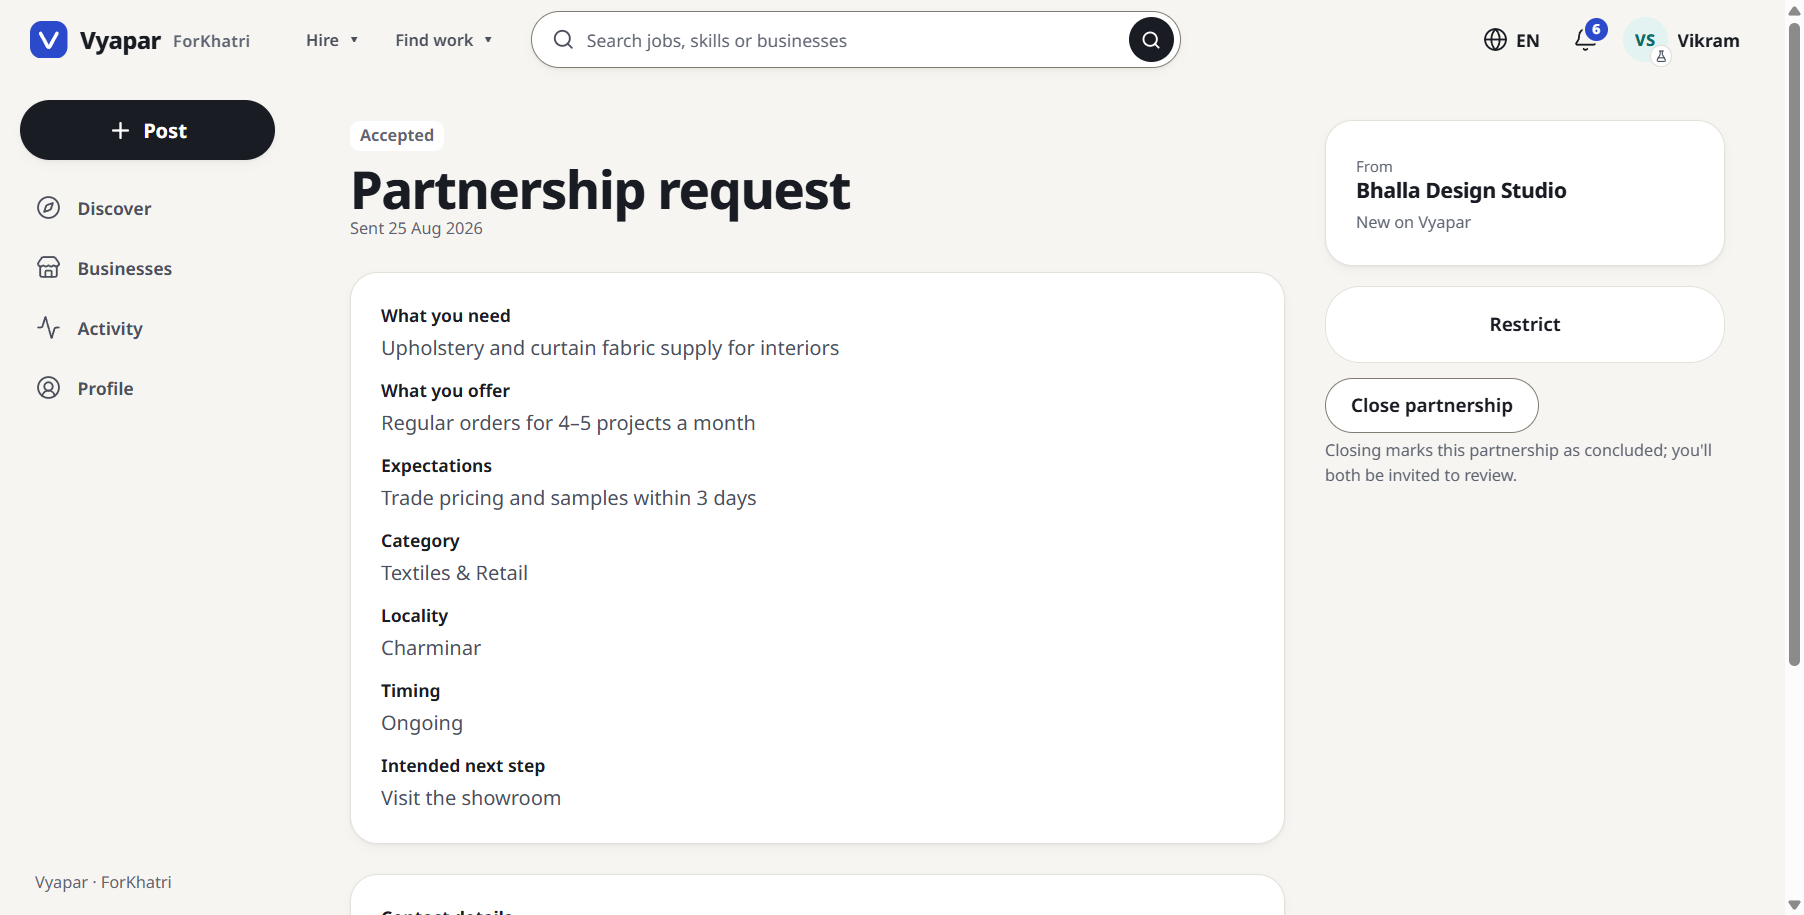 Vyapar ForKhatri
Hire
Find work
Search jobs, skills or businesses
EN
6
VS
Vikram
Post
Discover
Businesses
Activity
Profile
Vyapar · ForKhatri
Accepted
Partnership request
Sent 25 Aug 2026
What you need
Upholstery and curtain fabric supply for interiors
What you offer
Regular orders for 4–5 projects a month
Expectations
Trade pricing and samples within 3 days
Category
Textiles & Retail
Locality
Charminar
Timing
Ongoing
Intended next step
Visit the showroom
Contact details
From
Bhalla Design Studio
New on Vyapar
Restrict
Close partnership
Closing marks this partnership as concluded; you'll
both be invited to review.